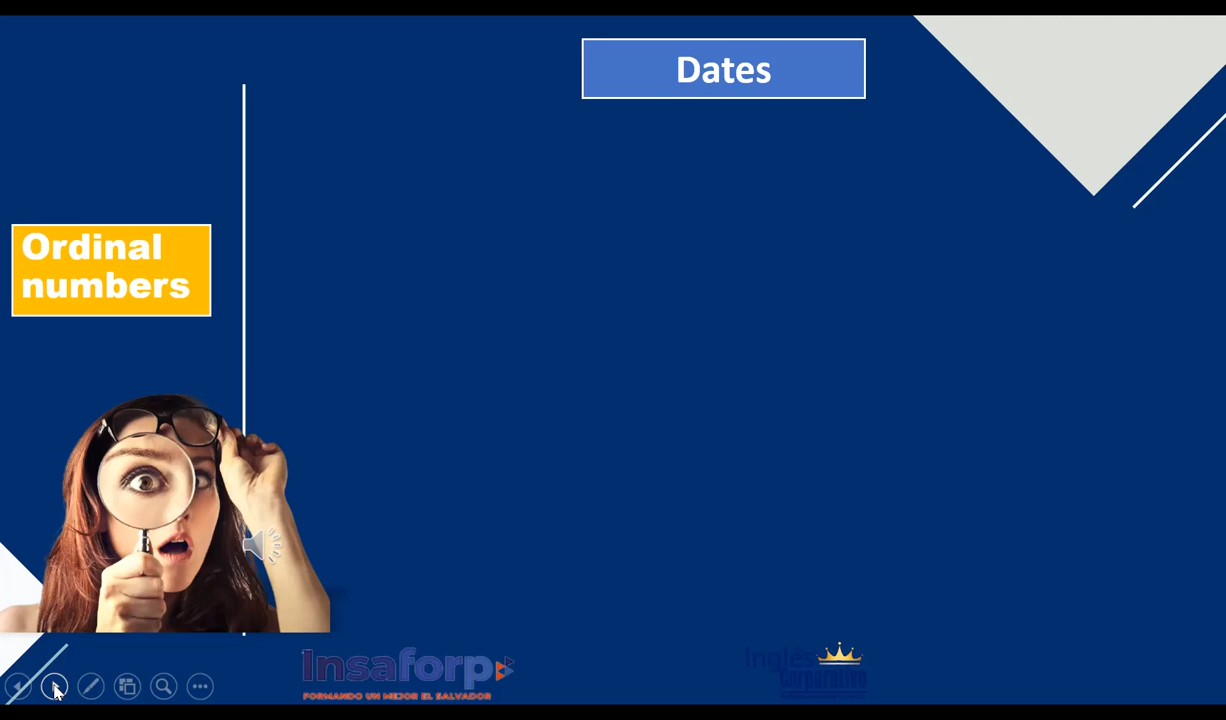 Dates
Ordinal
numbers
Insaforp
FORMANDO UN MEJOR EL SALVADOR
Inglés
Corporativo